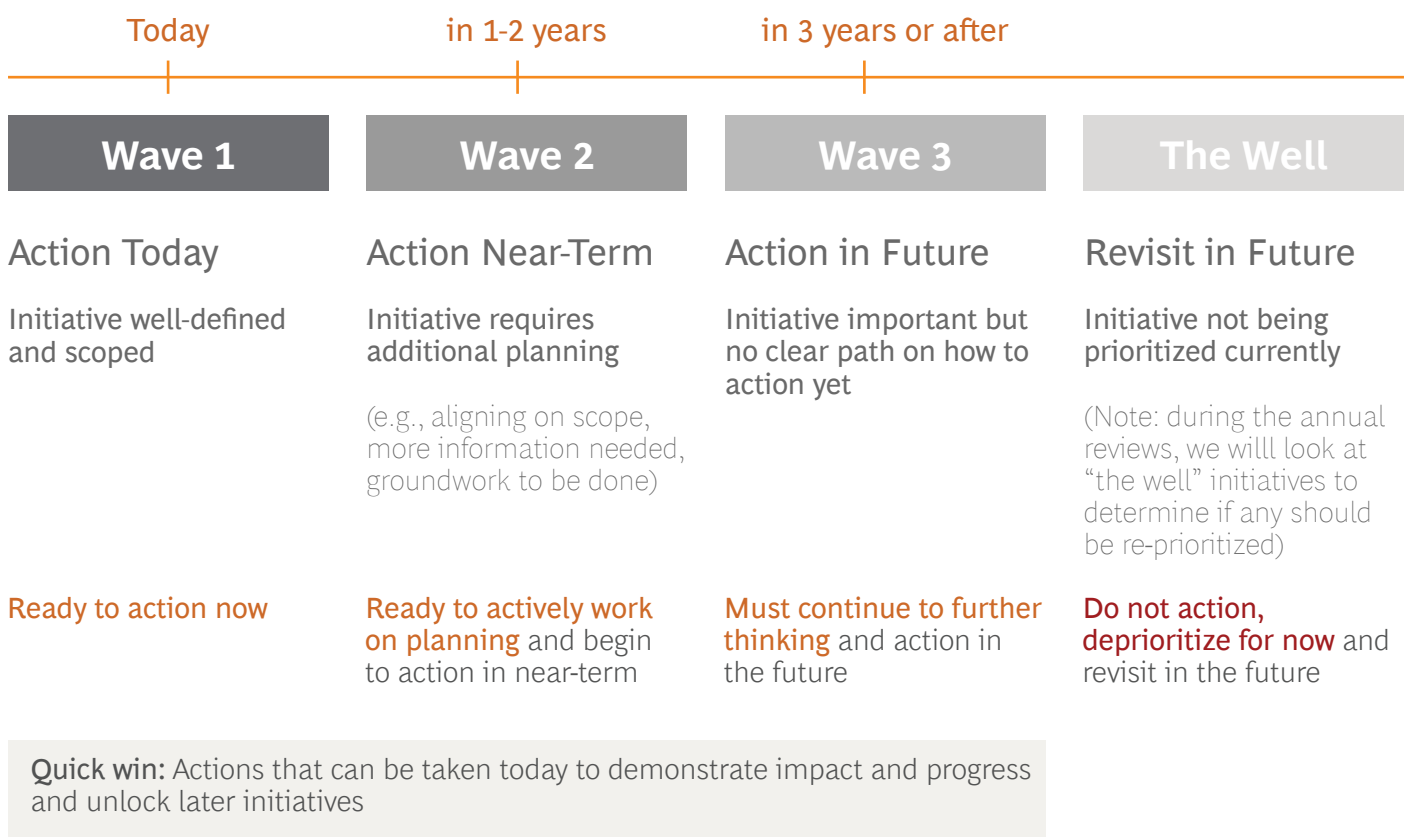 Today
in 1-2 years
in 3 years or after
Wave 1
Wave 2
Wave 3
The Well
Action Today
Initiative well-defined
and scoped
Ready to action now
Action Near-Term
Initiative requires
additional planning
(e.g., aligning on scope,
more information needed,
groundwork to be done)
Ready to actively work
on planning and begin
to action in near-term
Action in Future
Initiative important but
no clear path on how to
action yet
Must continue to further
thinking and action in
the future
Revisit in Future
Initiative not being
prioritized currently
(Note: during the annual
reviews, we willl look at
“the well” initiatives to
determine if any should
be re-prioritized)
Do not action,
deprioritize for now and
revisit in the future
Quick win: Actions that can be taken today to demonstrate impact and progress
and unlock later initiatives